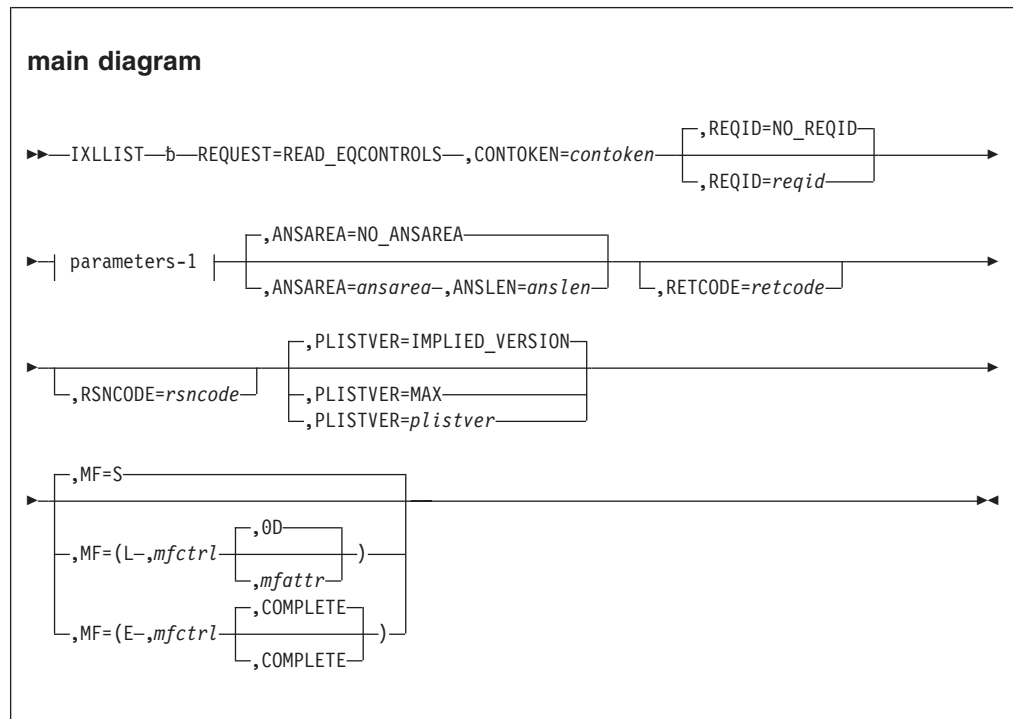 main diagram
,REQID=NO_REQID
IXLLIST ƀ REQUEST=READ_EQCONTROLS ,CONTOKEN=contoken
,REQID=reqid
,ANSAREA=NO_ANSAREA
parameters-1
,ANSAREA=ansarea ,ANSLEN=anslen ,RETCODE=retcode
,PLISTVER=IMPLIED_VERSION
,RSNCODE=rsncode ,PLISTVER=MAX
,PLISTVER=plistver
,MF=S
,0D
,MF=(L ,mfctrl )
,mfattr
,COMPLETE
,MF=(E ,mfctrl )
,COMPLETE